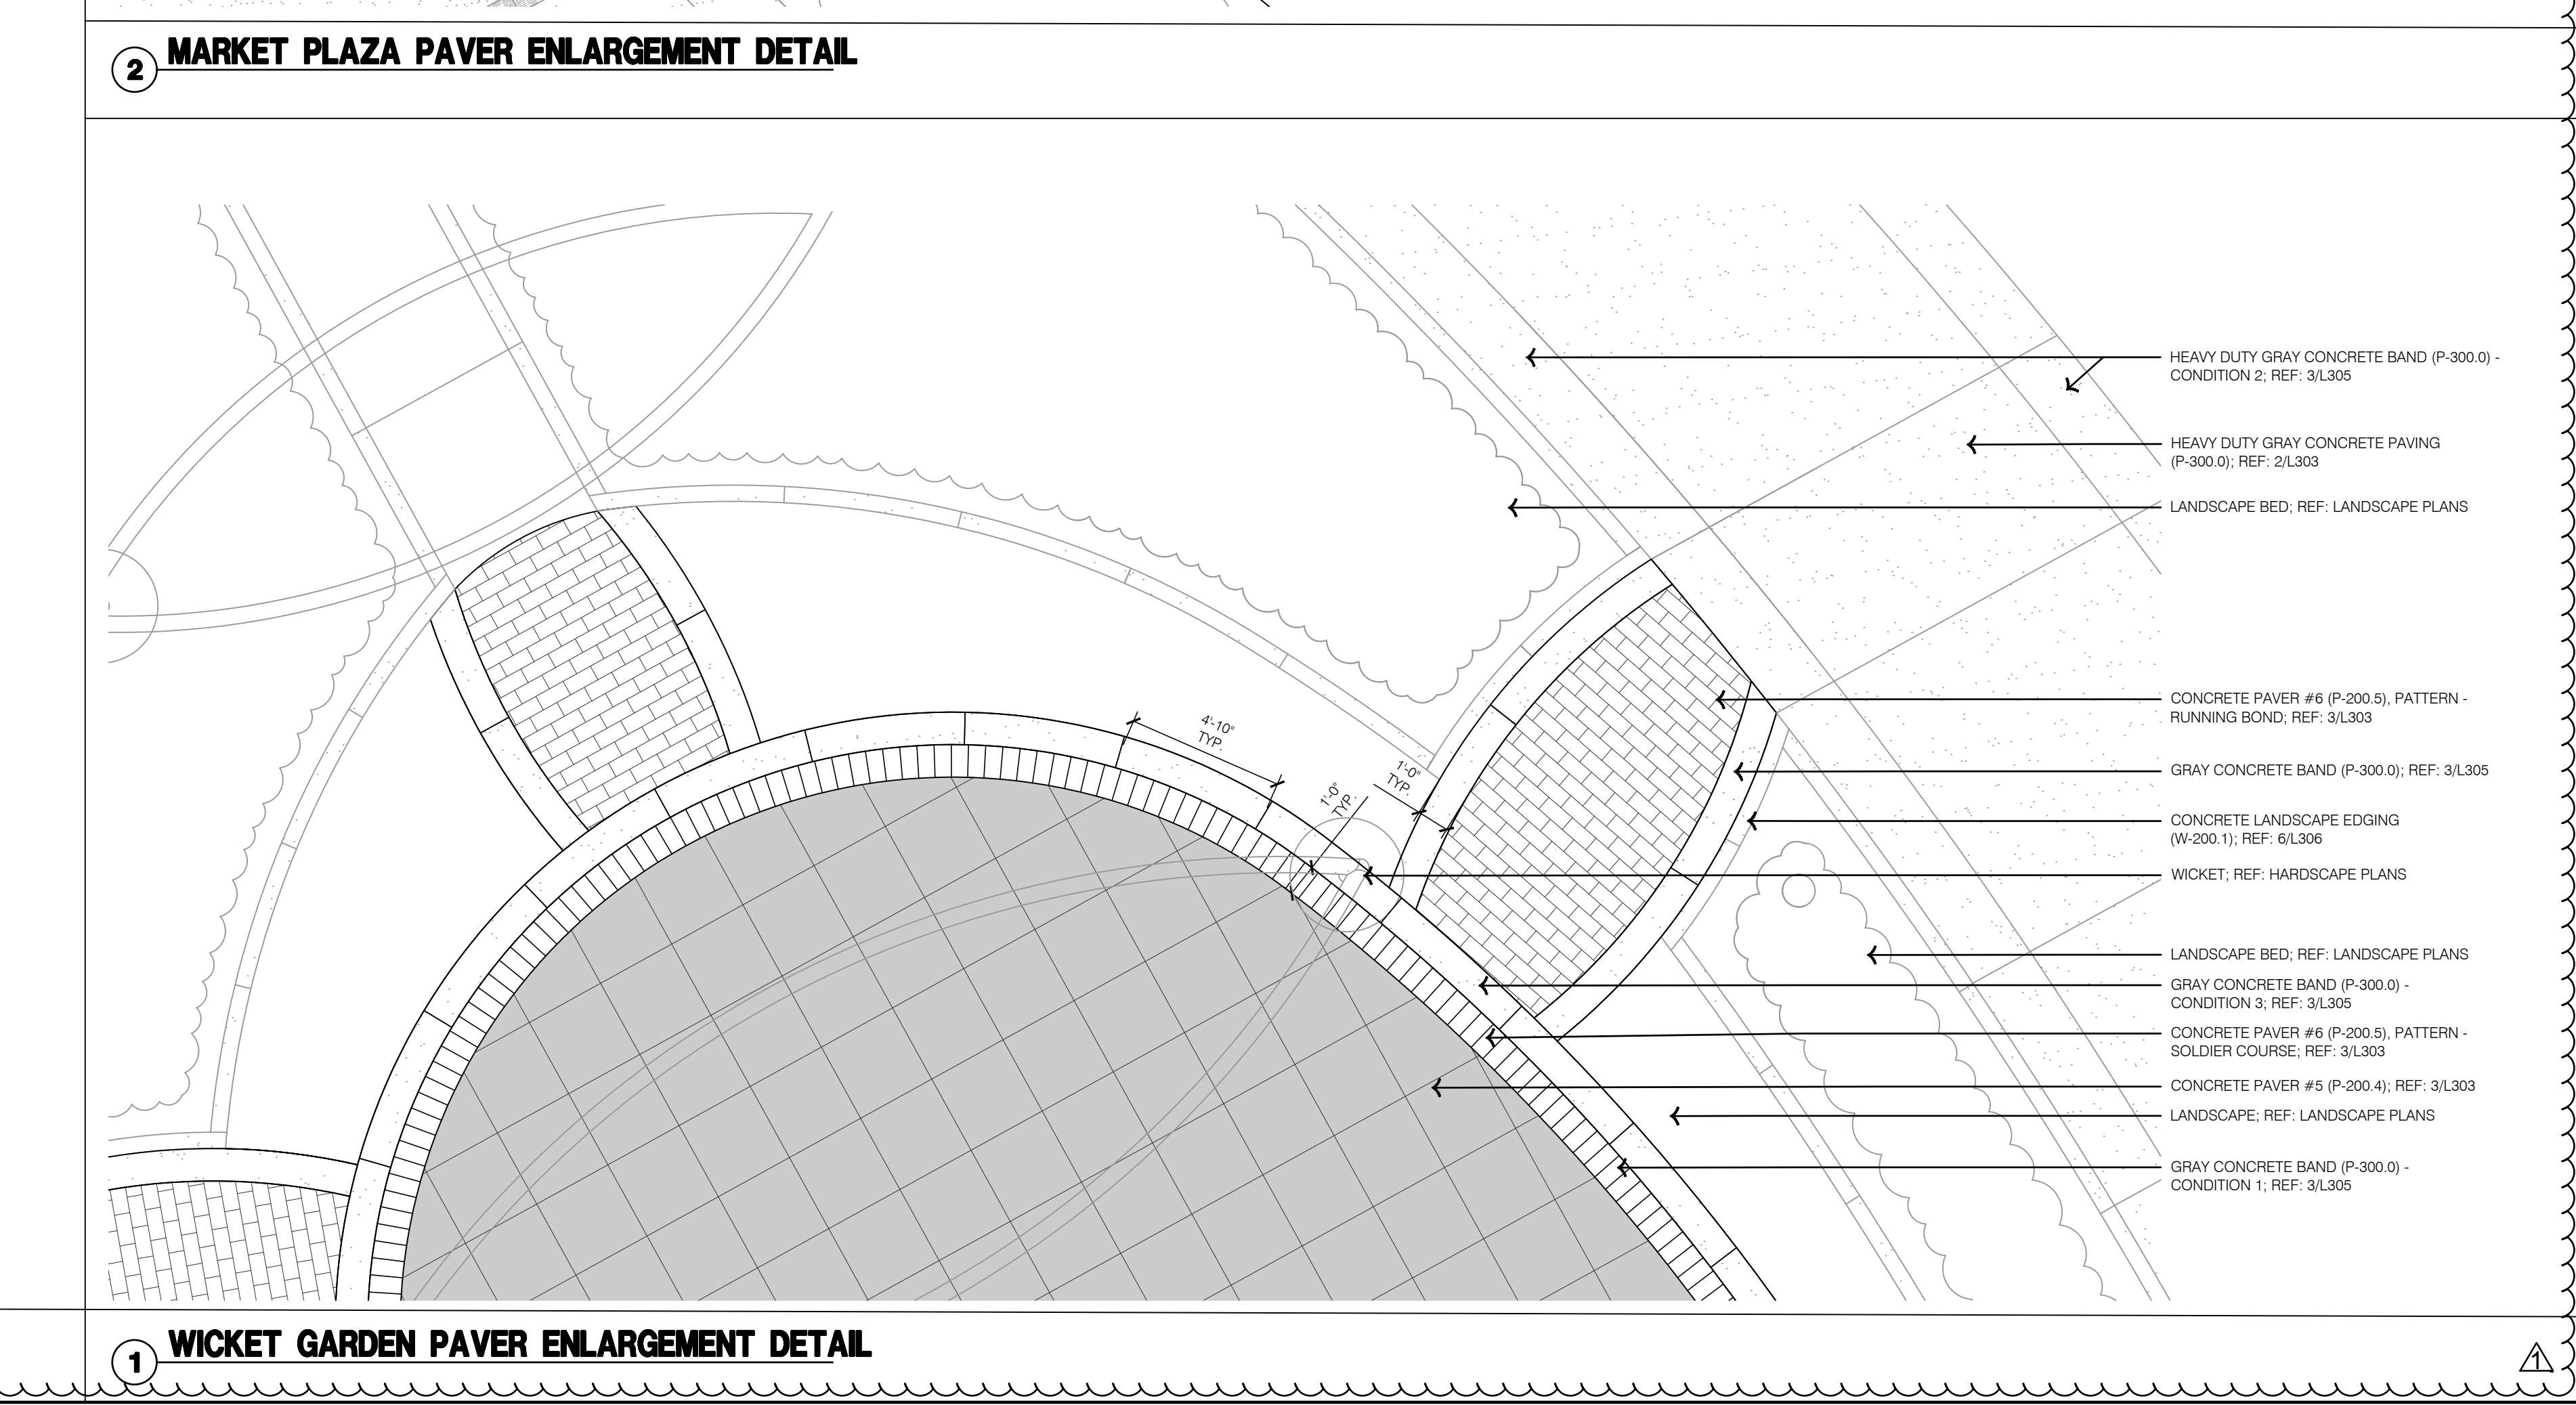 2 MARKET PLAZA PAVER ENLARGEMENT DETAIL
HEAVY DUTY GRAY CONCRETE BAND (P-300.0) -
CONDITION 2; REF: 3/L305
HEAVY DUTY GRAY CONCRETE PAVING
(P-300.0); REF: 2/L303
LANDSCAPE BED; REF: LANDSCAPE PLANS
CONCRETE PAVER #6 (P-200.5), PATTERN -
RUNNING BOND; REF: 3/L303
4'-10"
TYP.
1'-0"
TYP.
1'-0"
TYP.
GRAY CONCRETE BAND (P-300.0); REF: 3/L305
CONCRETE LANDSCAPE EDGING
(W-200.1); REF: 6/L306
WICKET; REF: HARDSCAPE PLANS
LANDSCAPE BED; REF: LANDSCAPE PLANS
GRAY CONCRETE BAND (P-300.0) -
CONDITION 3; REF: 3/L305
CONCRETE PAVER #6 (P-200.5), PATTERN -
SOLDIER COURSE; REF: 3/L303
CONCRETE PAVER #5 (P-200.4); REF: 3/L303
LANDSCAPE; REF: LANDSCAPE PLANS
GRAY CONCRETE BAND (P-300.0) -
CONDITION 1; REF: 3/L305
1 WICKET GARDEN PAVER ENLARGEMENT DETAIL
1